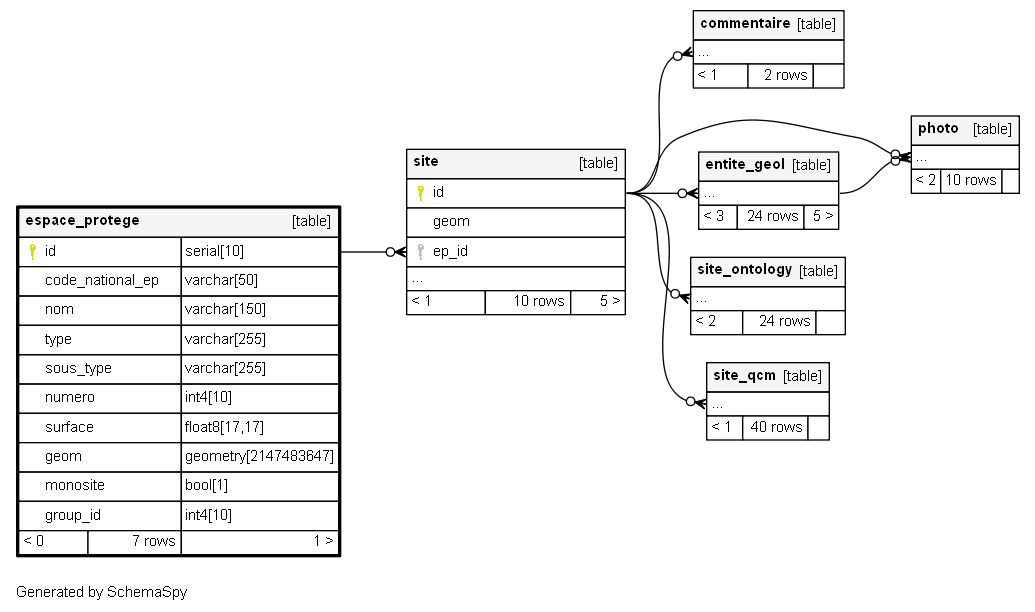 commentaire [table]
...
< 1 2 rows
photo [table]
...
< 2 10 rows
site [table]
id
geom
ep_id
...
< 1 10 rows 5 >
entite_geol [table]
...
< 3 24 rows 5 >
espace_protege [table]
id serial[10]
code_national_ep varchar[50]
nom varchar[150]
type varchar[255]
sous_type varchar[255]
numero int4[10]
surface float8[17,17]
geom geometry[2147483647]
monosite bool[1]
group_id int4[10]
< 0 7 rows 1 >
site_ontology [table]
...
< 2 24 rows
site_qcm [table]
...
< 1 40 rows
Generated by SchemaSpy